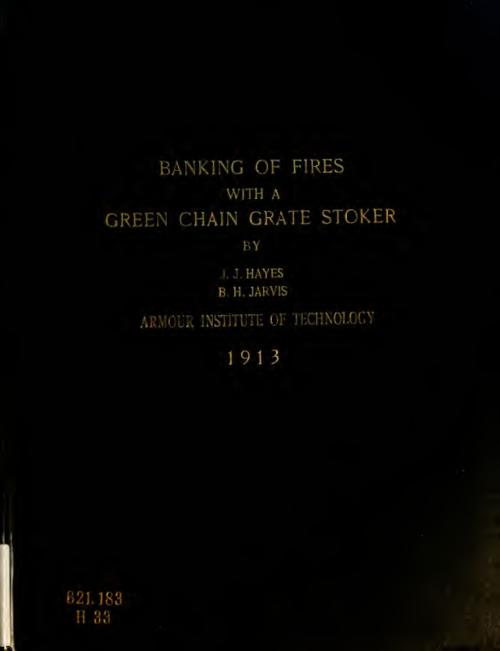 BANKING OF FIRES
WITH A
GREEN CHAIN GRATE STOKER
BY
J. J. HAYES
B. H. JARVIS
ARMOUR INSTITUTE OF TECHNOLOGY
1913
621.183
H 33